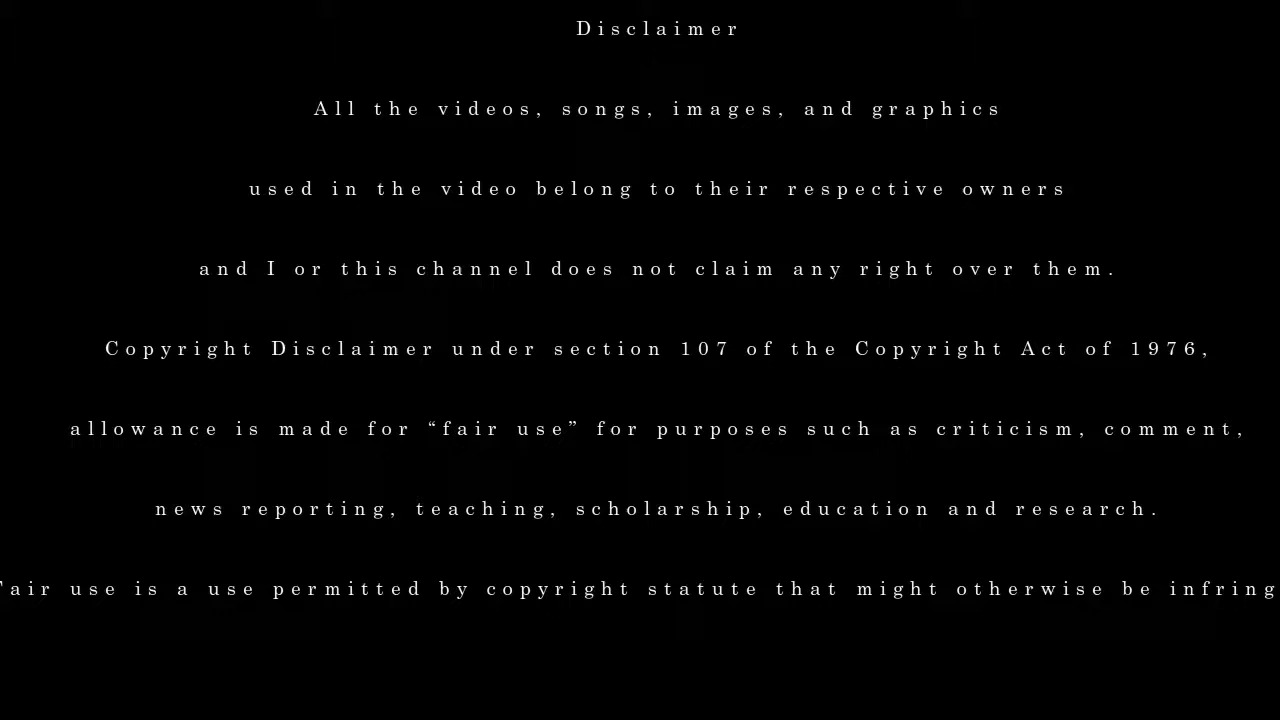 Disclaimer
All the videos, songs, images, and graphics
used in the video belong to their respective owners
and I or this channel does not claim any right over them.
Copyright Disclaimer under section 107 of the Copyright Act of 1976,
allowance is made for “fair use” for purposes such as criticism, comment,
news reporting, teaching, scholarship, education and research.
Fair use is a use permitted by copyright statute that might otherwise be infring